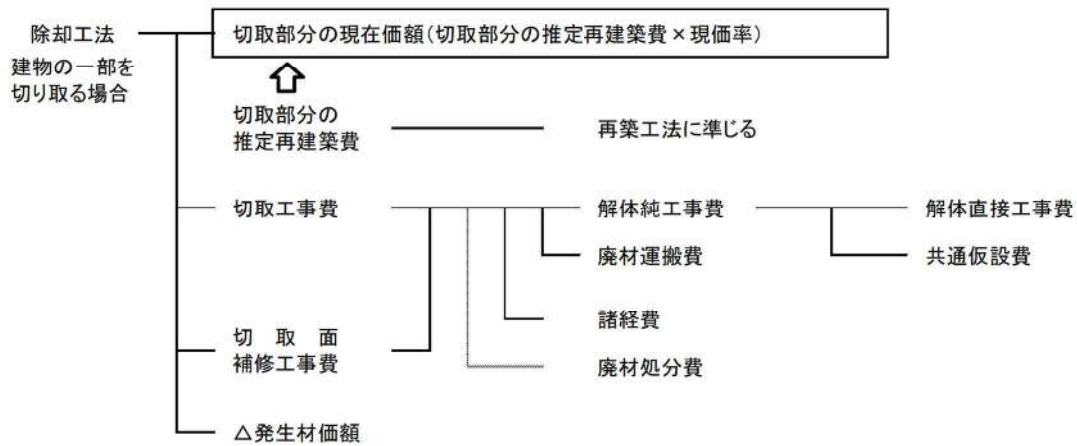 除却工法
建物の一部を
切り取る場合
切取部分の現在価額(切取部分の推定再建築費×現価率)
切取部分の
推定再建築費
再築工法に準じる
切取工事費
解体純工事費
解体直接工事費
廃材運搬費
共通仮設費
諸経費
切 取 面
補修工事費
廃材処分費
△発生材価額